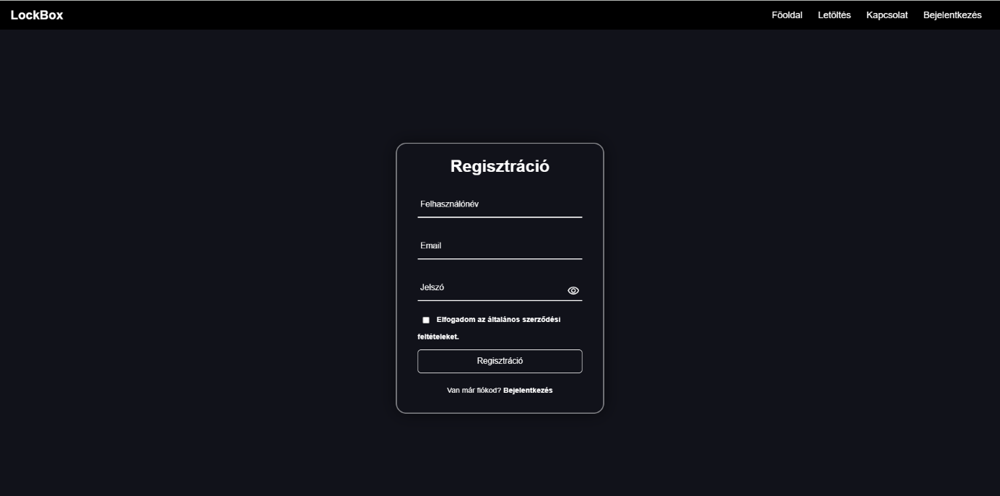 LockBox
Főoldal Letöltés Kapcsolat Bejelentkezés
Regisztráció
Felhasználónév
Email
Jelszó
Elfogadom az általános szerződési
feltételeket.
Regisztráció
Van már fiókod? Bejelentkezés